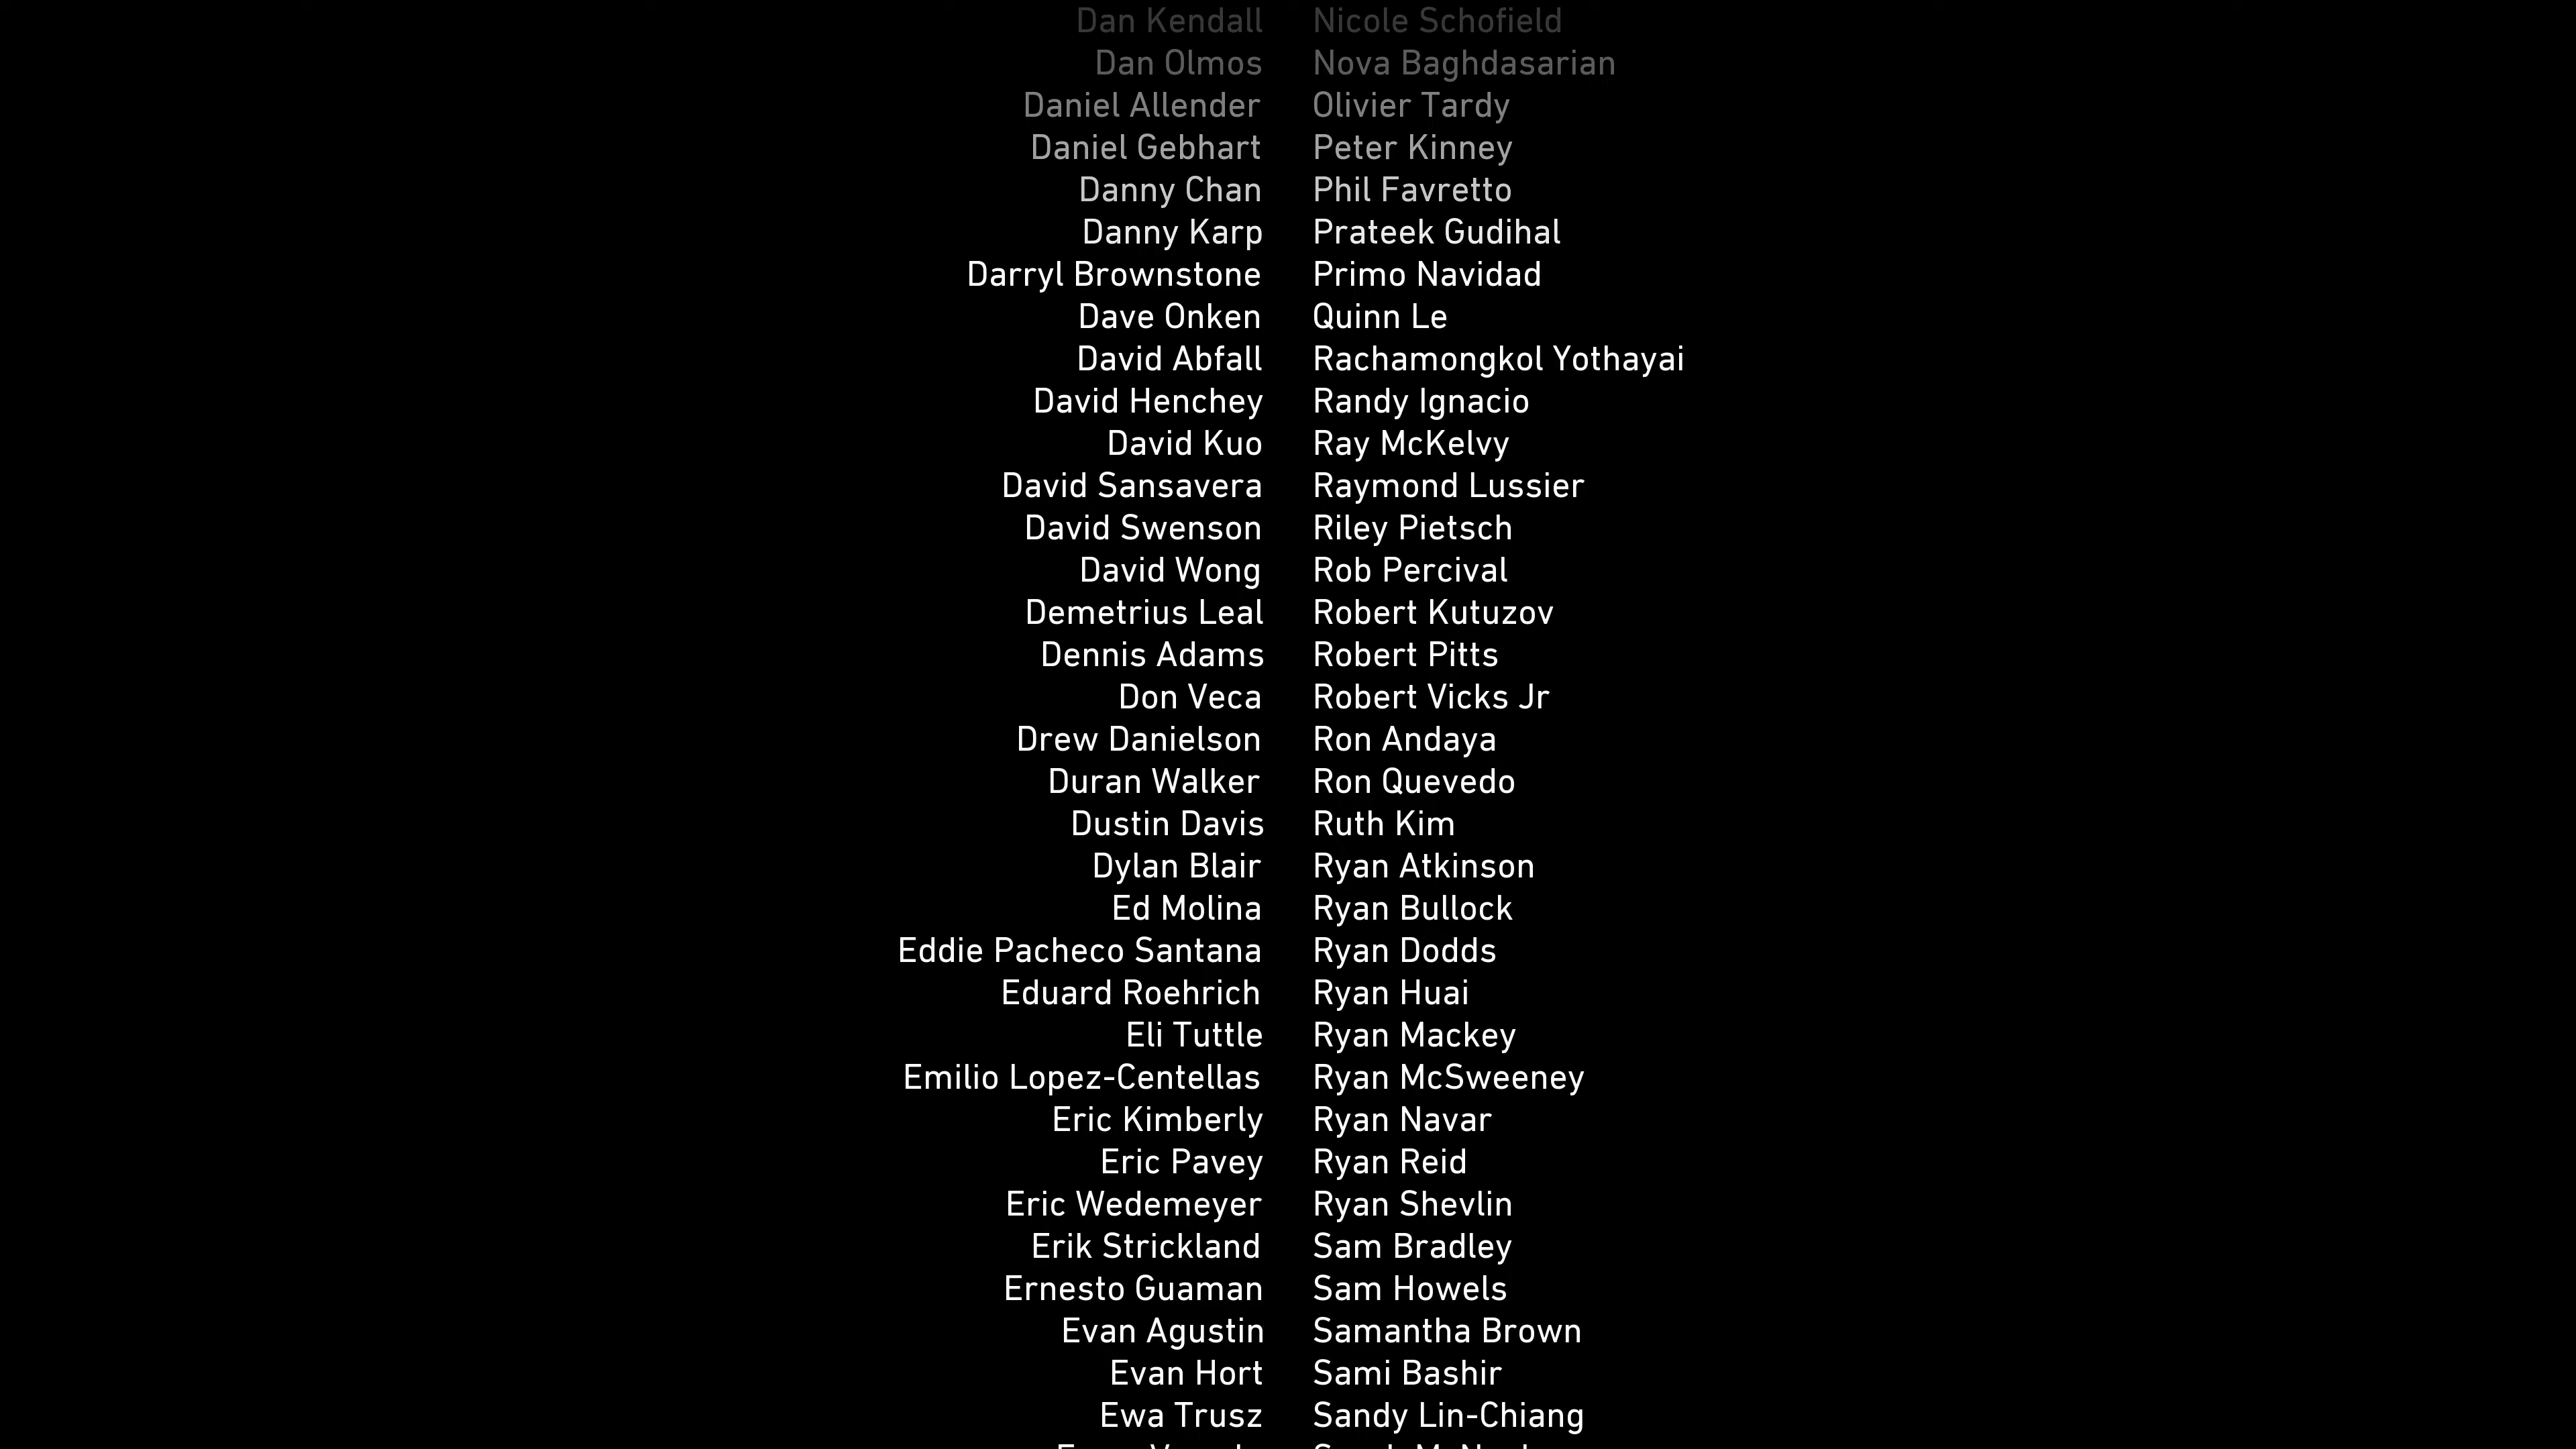 Dan Kendall Nicole Schofield
Dan Olmos Nova Baghdasarian
Daniel Allender Olivier Tardy
Daniel Gebhart Peter Kinney
Danny Chan Phil Favretto
Danny Karp Prateek Gudihal
Darryl Brownstone Primo Navidad
Dave Onken Quinn Le
David Abfall Rachamongkol Yothayai
David Henchey Randy Ignacio
David Kuo Ray McKelvy
David Sansavera Raymond Lussier
David Swenson Riley Pietsch
David Wong Rob Percival
Demetrius Leal Robert Kutuzov
Dennis Adams Robert Pitts
Don Veca Robert Vicks Jr
Drew Danielson Ron Andaya
Duran Walker Ron Quevedo
Dustin Davis Ruth Kim
Dylan Blair Ryan Atkinson
Ed Molina Ryan Bullock
Eddie Pacheco Santana Ryan Dodds
Eduard Roehrich Ryan Huai
Eli Tuttle Ryan Mackey
Emilio Lopez-Centellas Ryan McSweeney
Eric Kimberly Ryan Navar
Eric Pavey Ryan Reid
Eric Wedemeyer Ryan Shevlin
Erik Strickland Sam Bradley
Ernesto Guaman Sam Howels
Evan Agustin Samantha Brown
Evan Hort Sami Bashir
Ewa Trusz Sandy Lin-Chiang